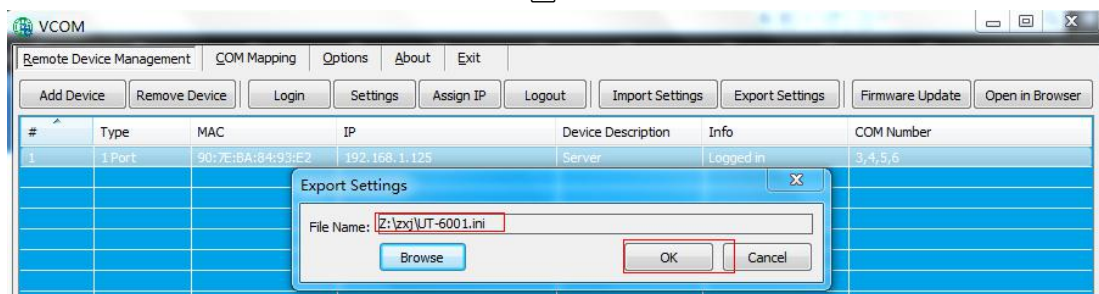 VCOM
Remote Device Management COM Mapping Options About Exit
Add Device Remove Device Login Settings Assign IP Logout Import Settings Export Settings Firmware Update Open in Browser
# Type MAC IP Device Description Info COM Number
1 1 Port 90:7E:BA:84:93:E2 192.168.1.125 Server Logged in 3,4,5,6
Export Settings
File Name: Z:\zxj\UT-6001.ini
Browse OK Cancel